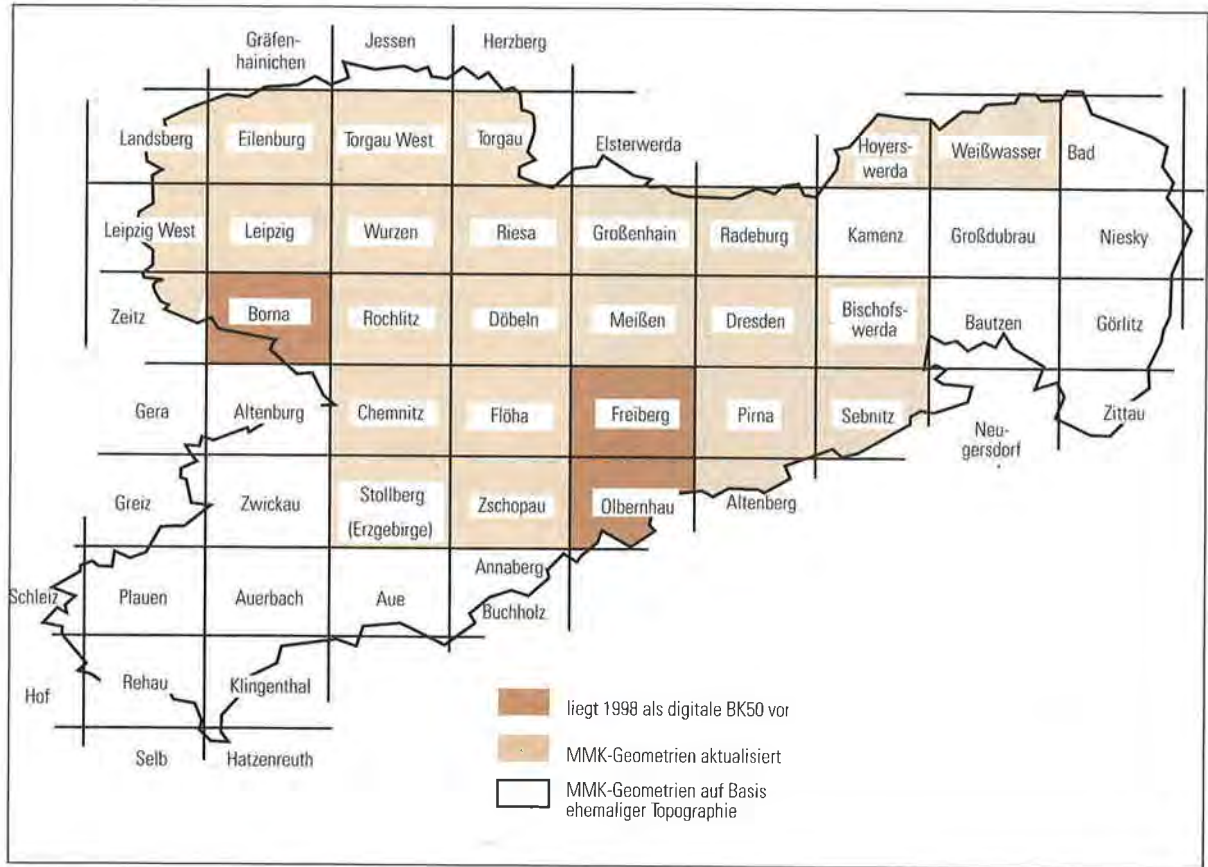 Gräfen-
hainichen
Jessen
Herzberg
Landsberg
Eilenburg
Torgau West
Torgau
Elsterwerda
Hoyers-
werda
Weißwasser
Bad
Leipzig West
Leipzig
Wurzen
Riesa
Großenhain
Radeburg
Kamenz
Großdubrau
Niesky
Zeitz
Borna
Rochlitz
Döbeln
Meißen
Dresden
Bischofs-
werda
Bautzen
Görlitz
Gera
Altenburg
Chemnitz
Flöha
Freiberg
Pirna
Sebnitz
Neu-
gersdorf
Zittau
Greiz
Zwickau
Stollberg
(Erzgebirge)
Zschopau
Olbernhau
Altenberg
Schleiz
Plauen
Auerbach
Aue
Annaberg
Buchholz
Hof
Rehau
Klingenthal
Selb
Hatzenreuth
liegt 1998 als digitale BK50 vor
MMK-Geometrien aktualisiert
MMK-Geometrien auf Basis
ehemaliger Topographie